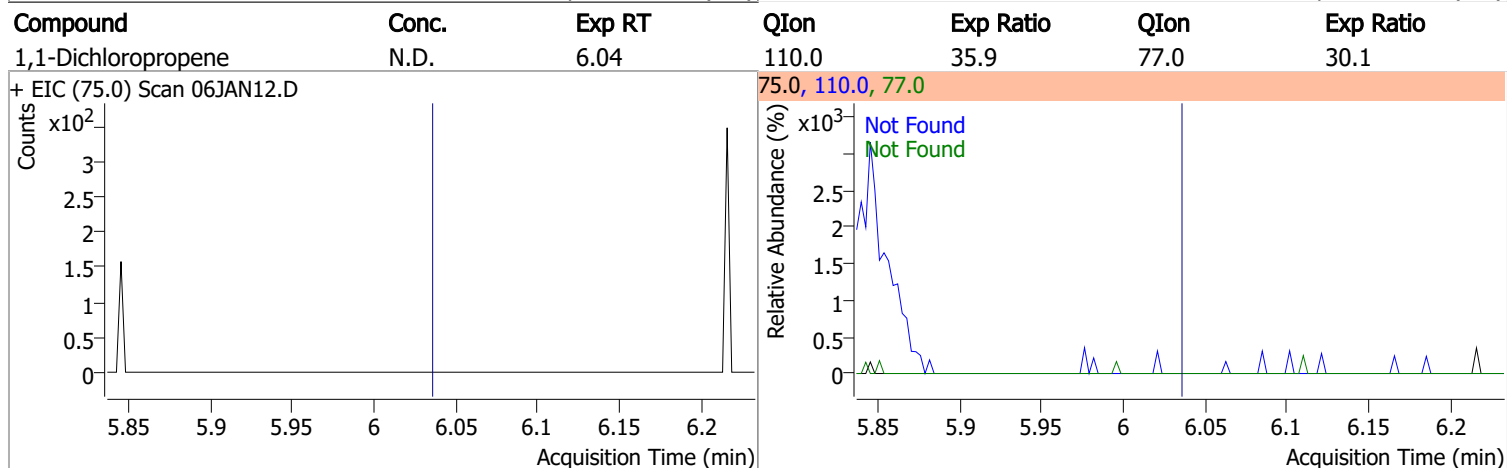 Compound Conc. Exp RT QIon Exp Ratio QIon Exp Ratio
1,1-Dichloropropene N.D. 6.04 110.0 35.9 77.0 30.1
+ EIC (75.0) Scan 06JAN12.D
Counts
x10²
3
2.5
2
1.5
1
0.5
0
5.85 5.9 5.95 6 6.05 6.1 6.15 6.2
Acquisition Time (min)
75.0, 110.0, 77.0
Relative Abundance (%)
x10³
Not Found
Not Found
2.5
2
1.5
1
0.5
0
5.85 5.9 5.95 6 6.05 6.1 6.15 6.2
Acquisition Time (min)